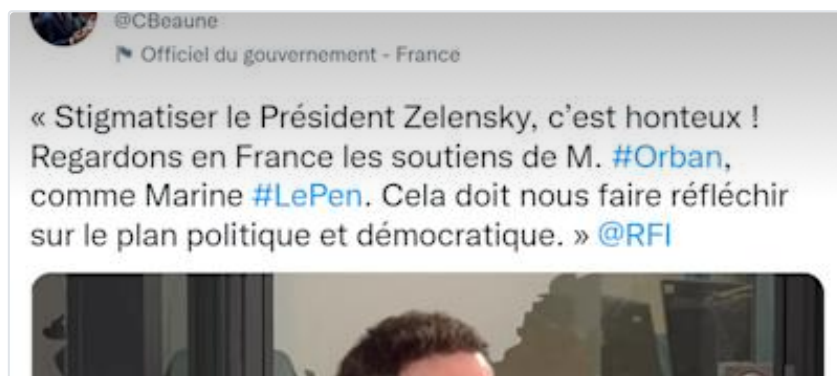 @CBeaune
Officiel du gouvernement - France
« Stigmatiser le Président Zelensky, c’est honteux !
Regardons en France les soutiens de M. #Orban,
comme Marine #LePen. Cela doit nous faire réfléchir
sur le plan politique et démocratique. » @RFI